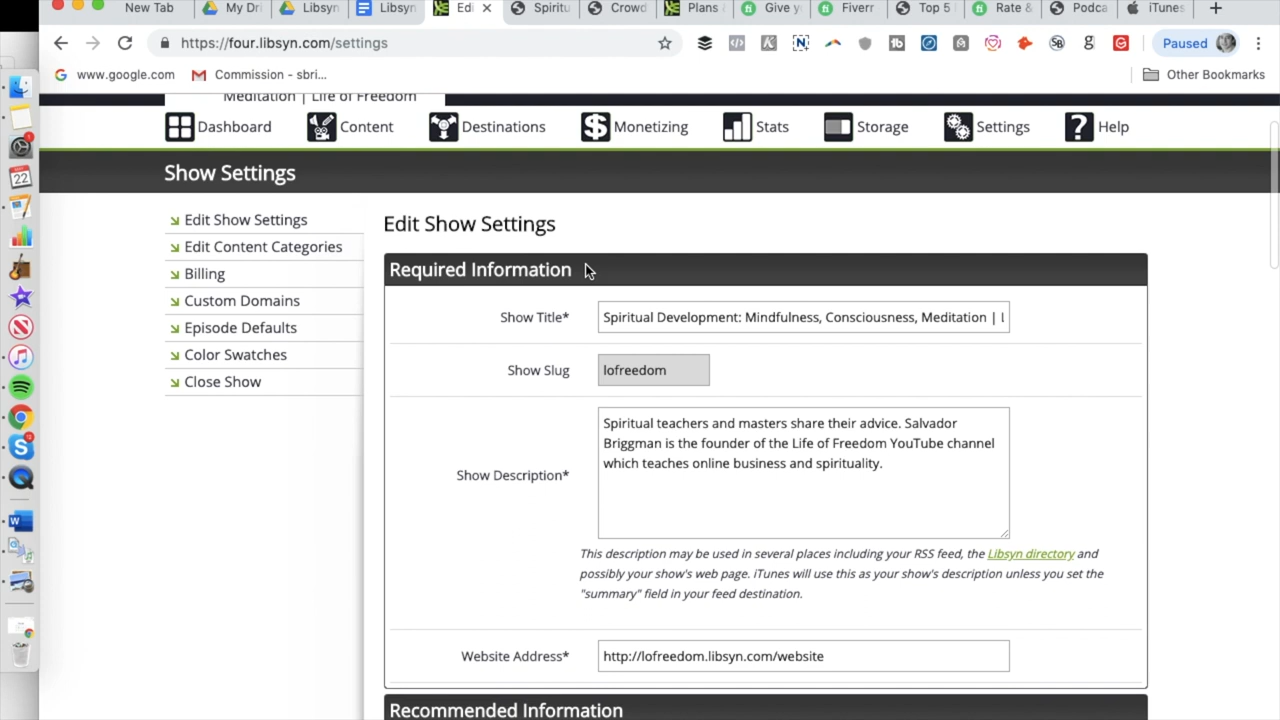 New Tab
My Dri
Libsyn
Libsyn
Edi
Spiritu
Crowd
Plans &
Give y
Fiverr
Top 5
Rate &
Podca
iTunes
https://four.libsyn.com/settings
Paused
www.google.com
Commission - sbri...
Other Bookmarks
Meditation | Life of Freedom
Dashboard
Content
Destinations
Monetizing
Stats
Storage
Settings
Help
Show Settings
Edit Show Settings
Edit Content Categories
Billing
Custom Domains
Episode Defaults
Color Swatches
Close Show
Edit Show Settings
Required Information
Show Title*
Spiritual Development: Mindfulness, Consciousness, Meditation |
Show Slug
lofreedom
Show Description*
Spiritual teachers and masters share their advice. Salvador
Briggman is the founder of the Life of Freedom YouTube channel
which teaches online business and spirituality.
This description may be used in several places including your RSS feed, the Libsyn directory and
possibly your show's web page. iTunes will use this as your show's description unless you set the
"summary" field in your feed destination.
Website Address*
http://lofreedom.libsyn.com/website
Recommended Information